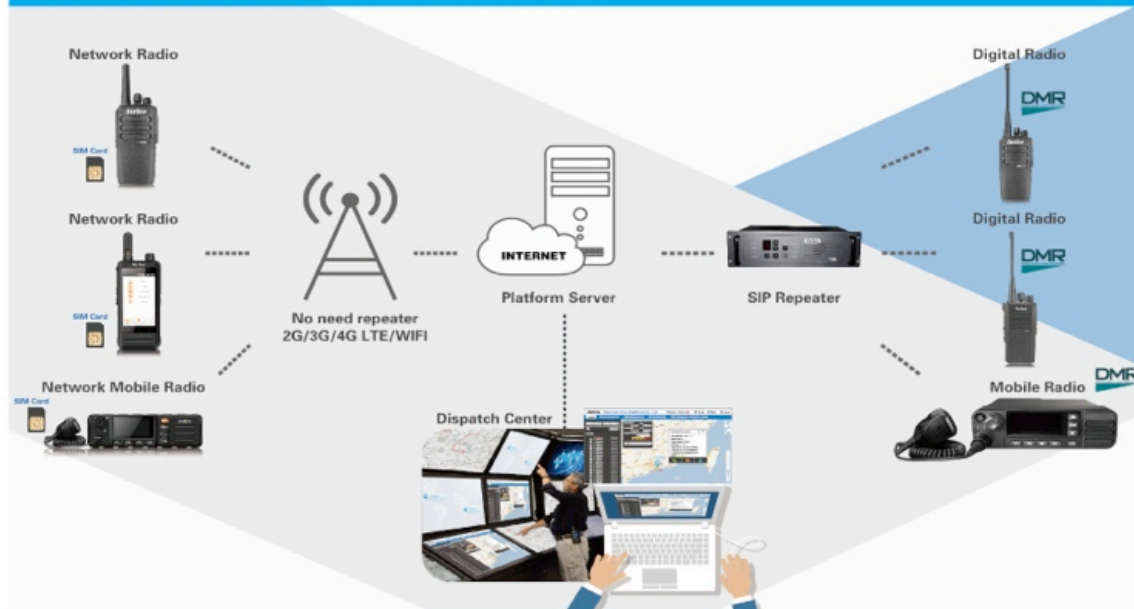 Network Radio
SIM Card
Network Radio
SIM Card
Network Mobile Radio
SIM Card
No need repeater
2G/3G/4G LTE/WIFI
INTERNET
Platform Server
SIP Repeater
Dispatch Center
Digital Radio
DMR
Digital Radio
DMR
Mobile Radio
DMR